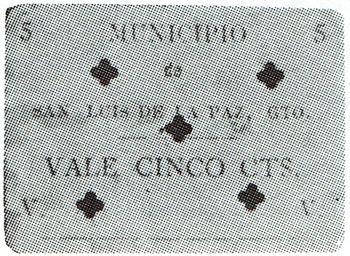 5 MUNICIPIO 5
de
SAN LUIS DE LA PAZ, GTO.
VALE CINCO CTS.
V. V.